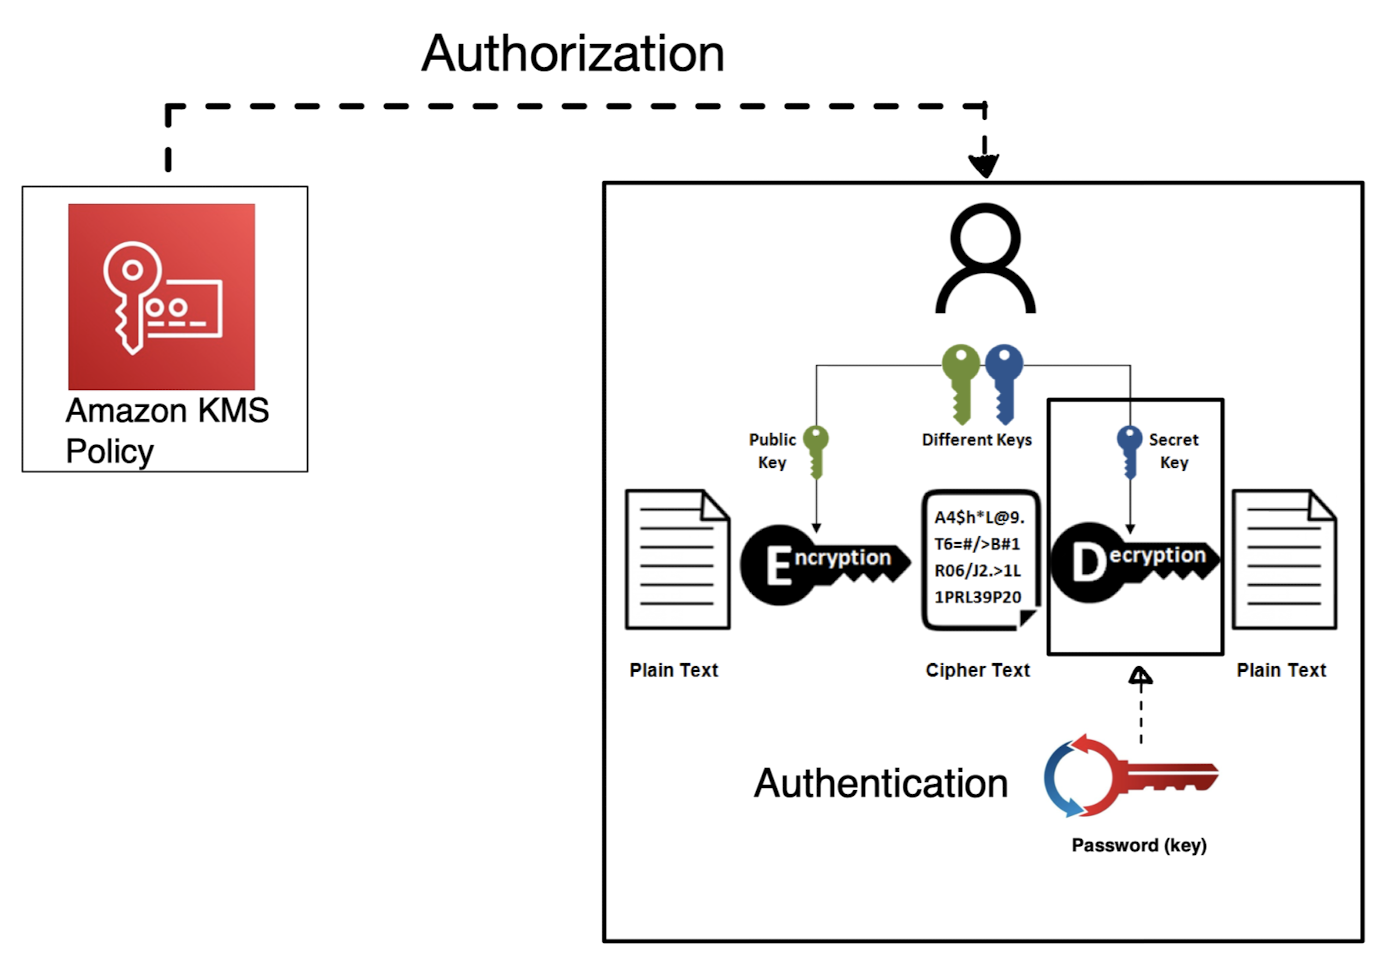 Authorization
Amazon KMS
Policy
Public
Key
Different Keys
Secret
Key
Encryption
A4$h*L@9.
T6=#/>B#1
R06/J2.>1L
1PRL39P20
Decryption
Plain Text
Cipher Text
Plain Text
Authentication
Password (key)